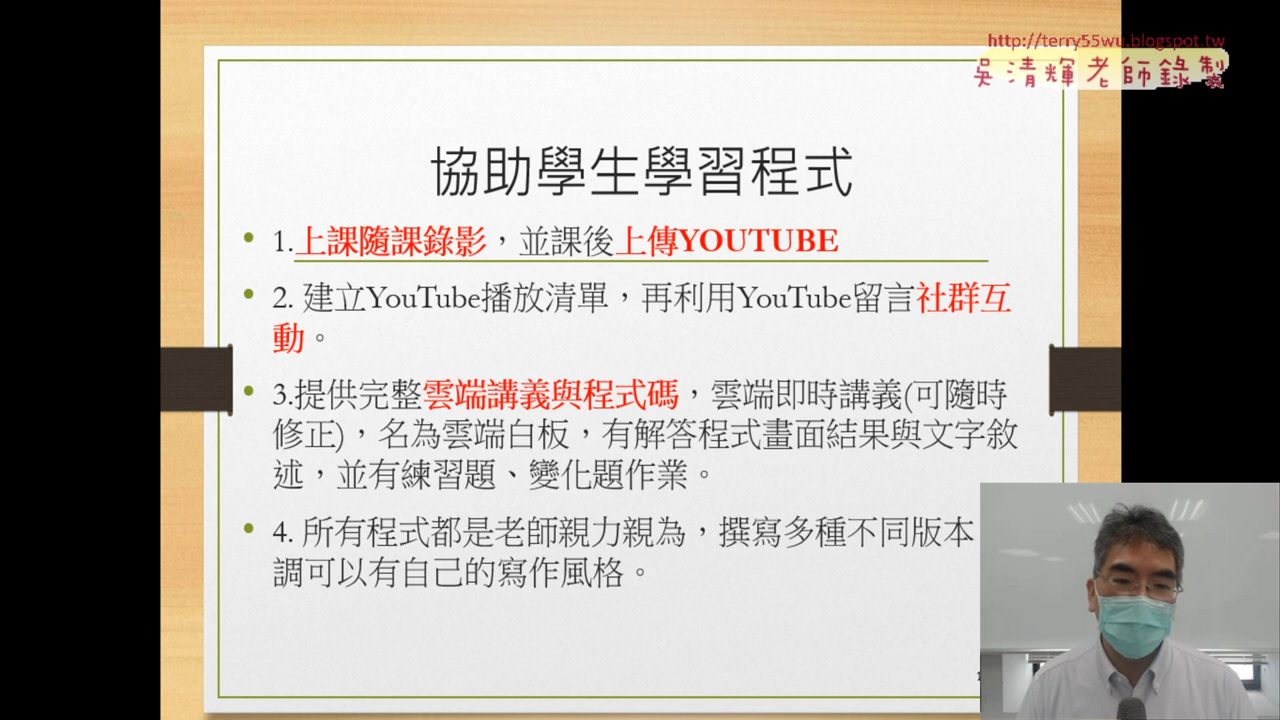 http://terry55wu.blogspot.tw
吳清輝老師錄製
協助學生學習程式
• 1.上課隨課錄影，並課後上傳YOUTUBE
• 2. 建立YouTube播放清單，再利用YouTube留言社群互
動。
• 3.提供完整雲端講義與程式碼，雲端即時講義(可隨時
修正)，名為雲端白板，有解答程式畫面結果與文字敘
述，並有練習題、變化題作業。
• 4. 所有程式都是老師親力親為，撰寫多種不同版本
調可以有自己的寫作風格。